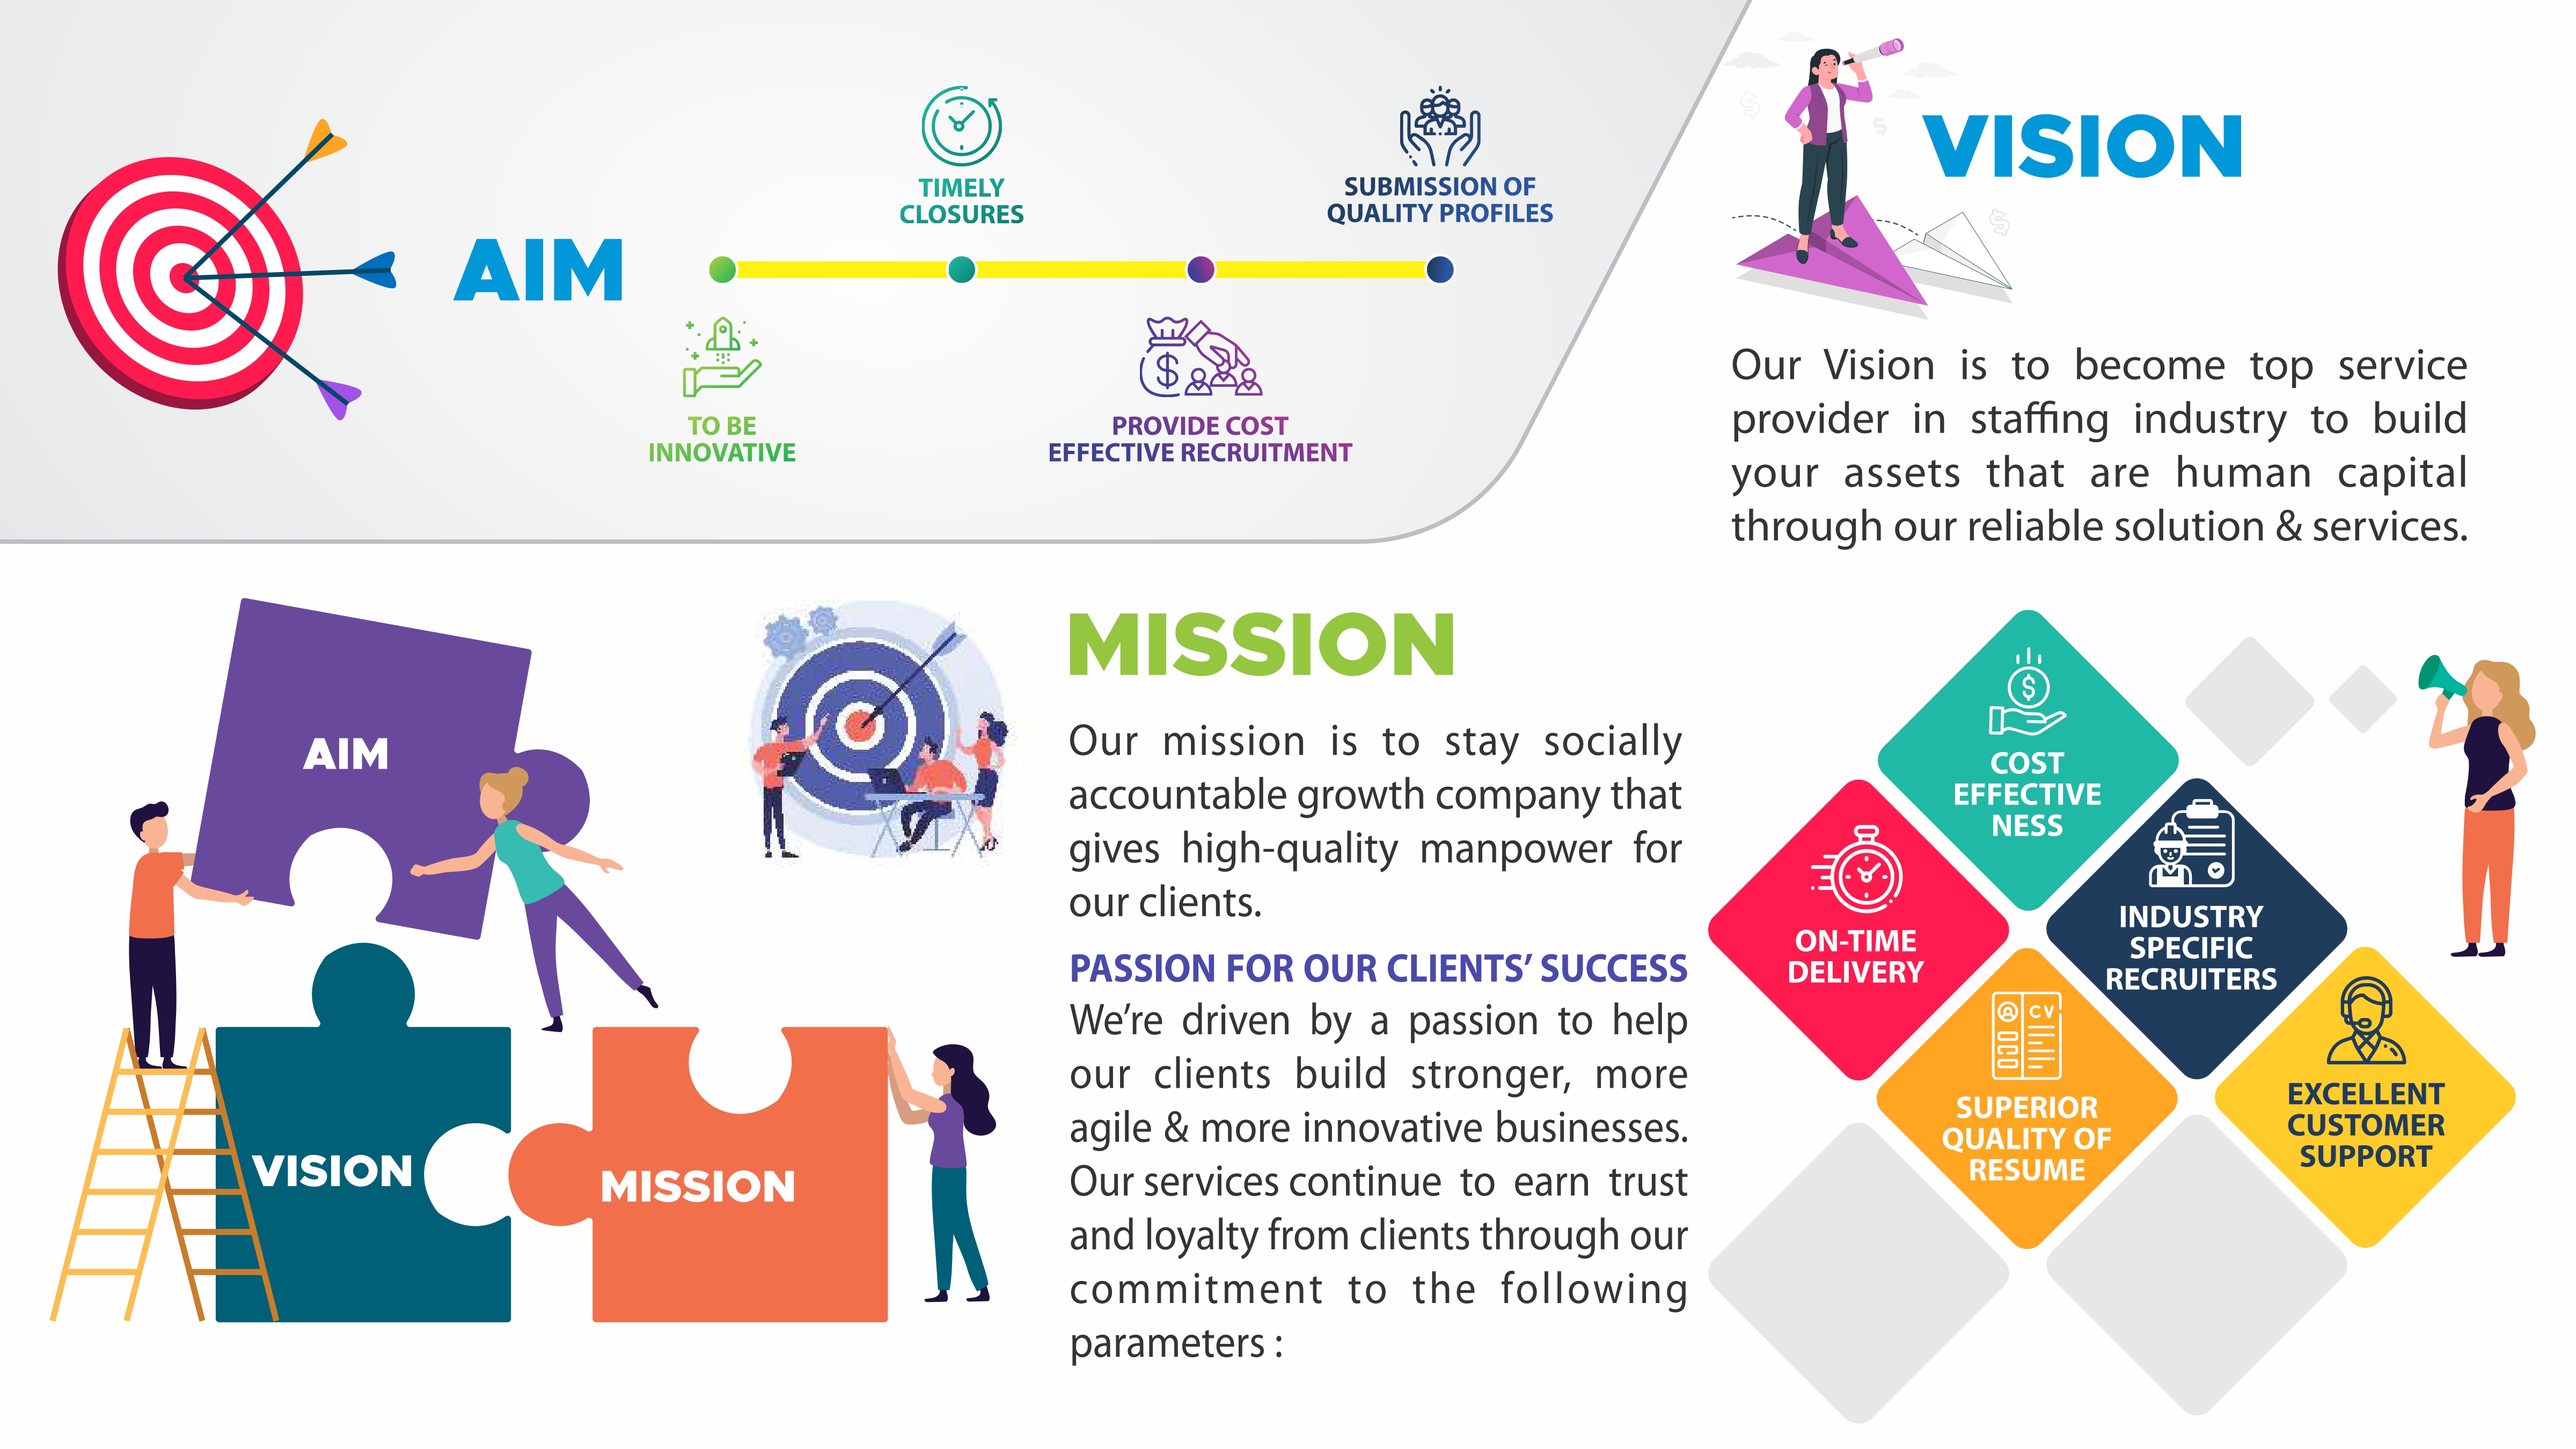 AIM
TIMELY
CLOSURES
SUBMISSION OF
QUALITY PROFILES
TO BE
INNOVATIVE
PROVIDE COST
EFFECTIVE RECRUITMENT
VISION
Our Vision is to become top service
provider in staffing industry to build
your assets that are human capital
through our reliable solution & services.
AIM
VISION
MISSION
MISSION
Our mission is to stay socially
accountable growth company that
gives high-quality manpower for
our clients.
PASSION FOR OUR CLIENTS’ SUCCESS
We’re driven by a passion to help
our clients build stronger, more
agile & more innovative businesses.
Our services continue to earn trust
and loyalty from clients through our
commitment to the following
parameters :
COST
EFFECTIVE
NESS
ON-TIME
DELIVERY
INDUSTRY
SPECIFIC
RECRUITERS
CV
SUPERIOR
QUALITY OF
RESUME
EXCELLENT
CUSTOMER
SUPPORT